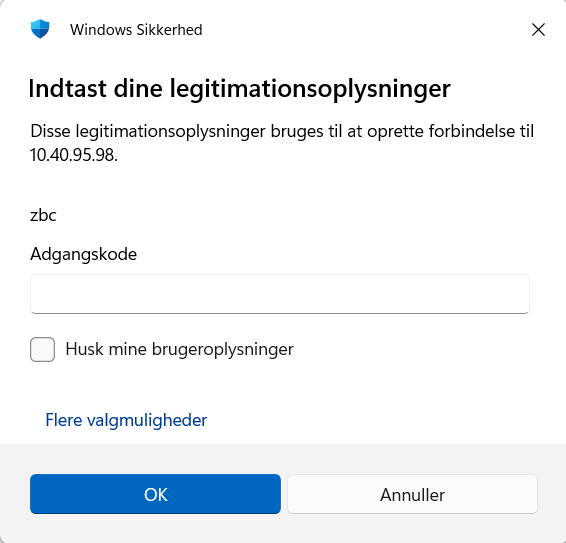 Windows Sikkerhed
Indtast dine legitimationsoplysninger
Disse legitimationsoplysninger bruges til at oprette forbindelse til
10.40.95.98.
zbc
Adgangskode
Husk mine brugeroplysninger
Flere valgmuligheder
OK
Annuller